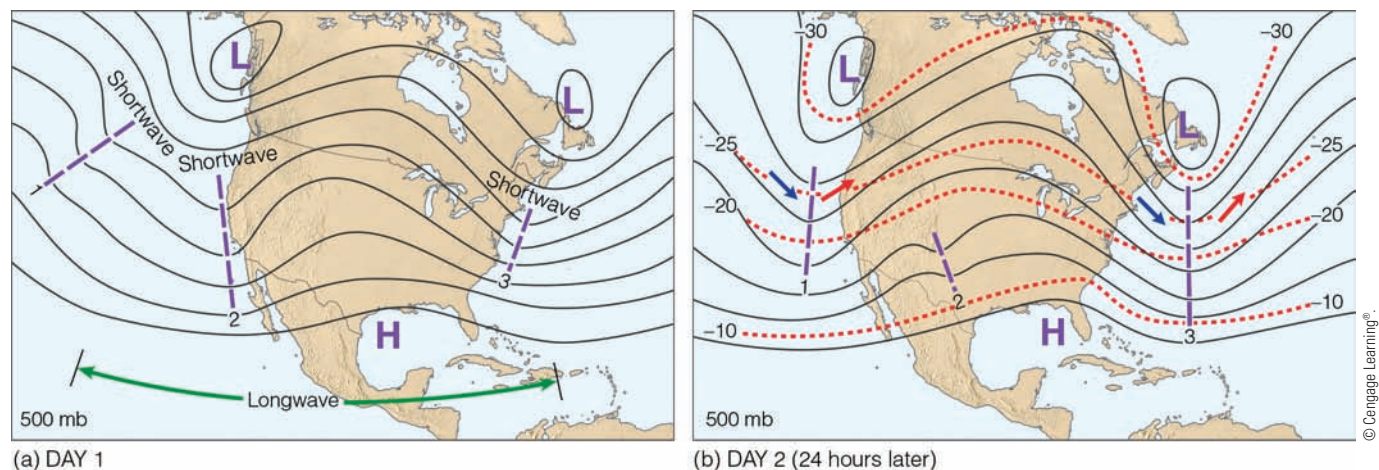 Shortwave
1
L
Shortwave
2
L
Shortwave
3
H
Longwave
500 mb
(a) DAY 1
–30
L
–30
L
–25
–25
–20
–20
1
2
–10
–10
3
H
500 mb
(b) DAY 2 (24 hours later)
© Cengage Learning®.